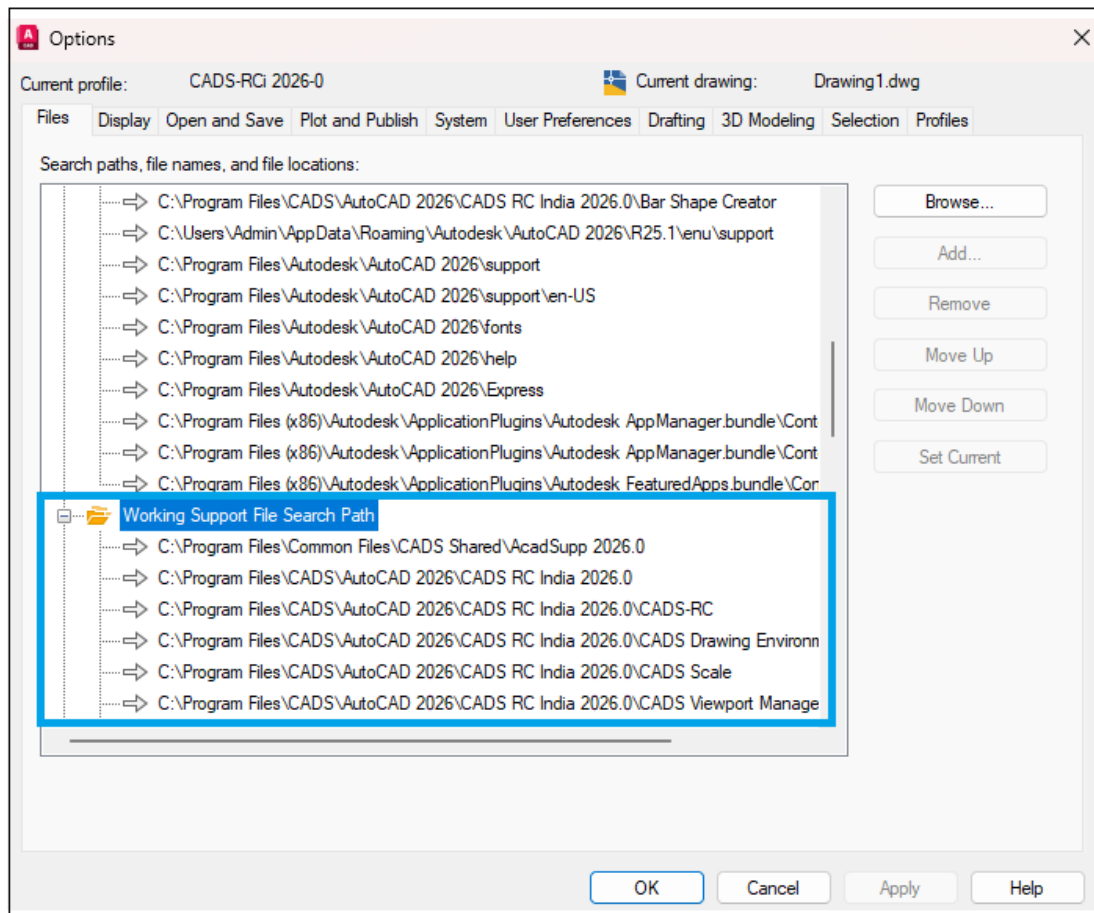 Options
Current profile: CADS-RCi 2026-0 Current drawing: Drawing1.dwg
Files Display Open and Save Plot and Publish System User Preferences Drafting 3D Modeling Selection Profiles
Search paths, file names, and file locations:
C:\Program Files\CADS\AutoCAD 2026\CADS RC India 2026.0\Bar Shape Creator
C:\Users\Admin\AppData\Roaming\Autodesk\AutoCAD 2026\R25.1\enu\support
C:\Program Files\Autodesk\AutoCAD 2026\support
C:\Program Files\Autodesk\AutoCAD 2026\support\en-US
C:\Program Files\Autodesk\AutoCAD 2026\fonts
C:\Program Files\Autodesk\AutoCAD 2026\help
C:\Program Files\Autodesk\AutoCAD 2026\Express
C:\Program Files (x86)\Autodesk\ApplicationPlugins\Autodesk AppManager.bundle\Cont
C:\Program Files (x86)\Autodesk\ApplicationPlugins\Autodesk AppManager.bundle\Cont
C:\Program Files (x86)\Autodesk\ApplicationPlugins\Autodesk FeaturedApps.bundle\Con
Working Support File Search Path
C:\Program Files\Common Files\CADS Shared\AcadSupp 2026.0
C:\Program Files\CADS\AutoCAD 2026\CADS RC India 2026.0
C:\Program Files\CADS\AutoCAD 2026\CADS RC India 2026.0\CADS-RC
C:\Program Files\CADS\AutoCAD 2026\CADS RC India 2026.0\CADS Drawing Environm
C:\Program Files\CADS\AutoCAD 2026\CADS RC India 2026.0\CADS Scale
C:\Program Files\CADS\AutoCAD 2026\CADS RC India 2026.0\CADS Viewport Manage
Browse...
Add...
Remove
Move Up
Move Down
Set Current
OK Cancel Apply Help